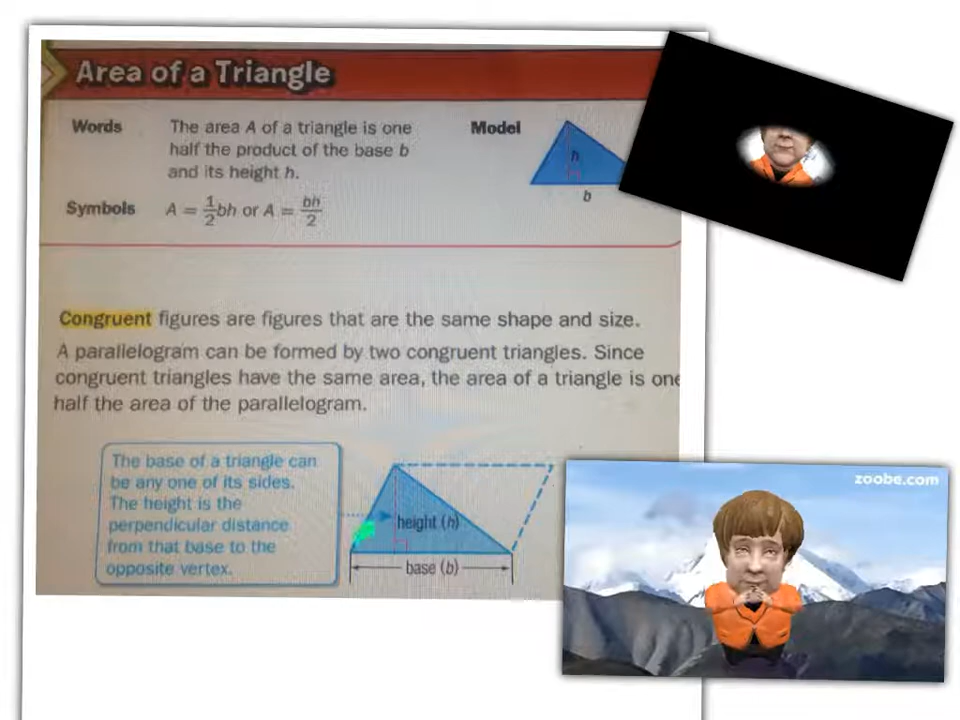 Area of a Triangle
Words
The area A of a triangle is one
half the product of the base b
and its height h.
Model
h
b
Symbols
A = 1/2 bh or A = bh/2
Congruent figures are figures that are the same shape and size.
A parallelogram can be formed by two congruent triangles. Since
congruent triangles have the same area, the area of a triangle is one
half the area of the parallelogram.
The base of a triangle can
be any one of its sides.
The height is the
perpendicular distance
from that base to the
opposite vertex.
height (h)
base (b)
zoobe.com